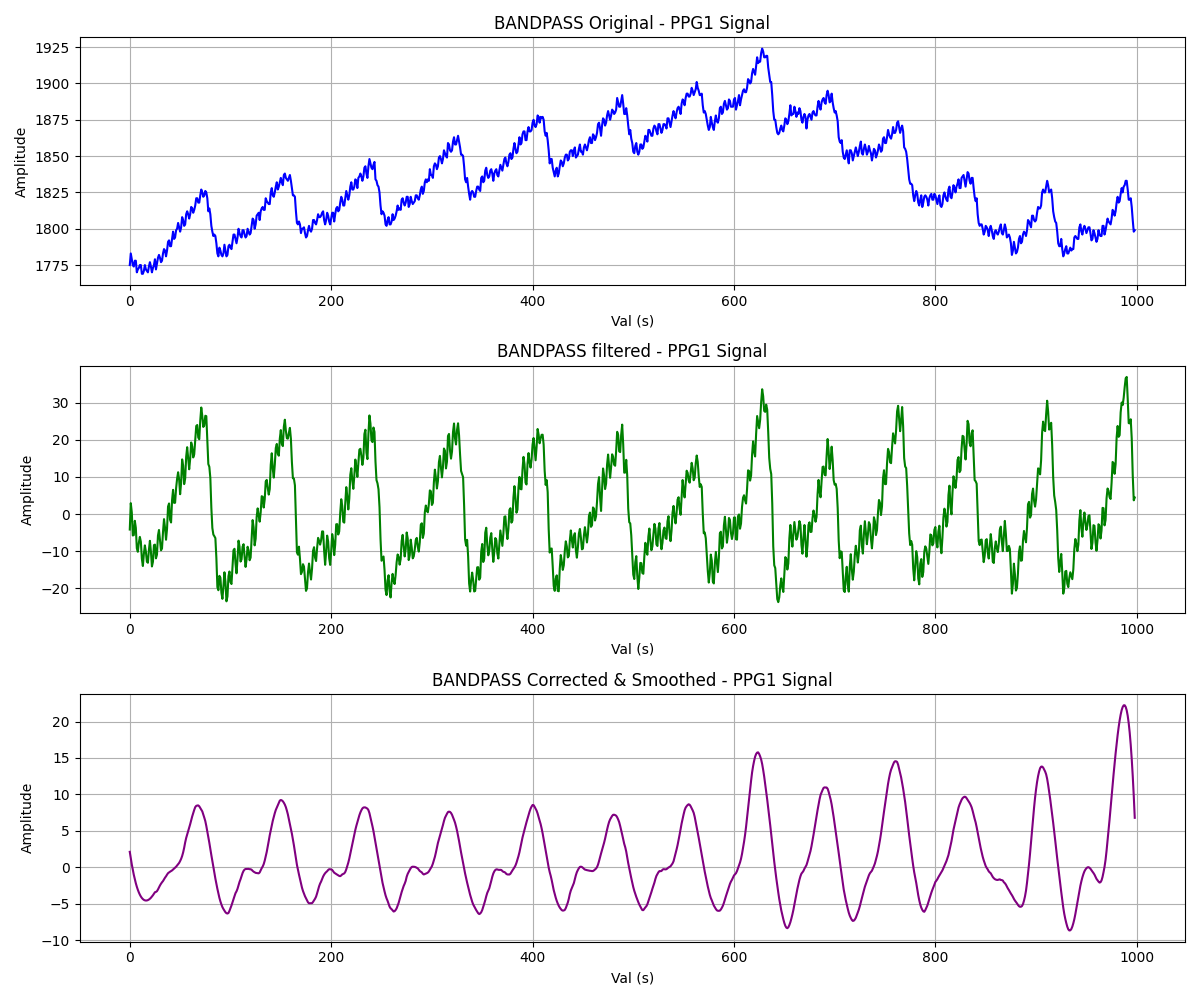 BANDPASS Original - PPG1 Signal
1925
1900
1875
1850
1825
1800
1775
Amplitude
0 200 400 600 800 1000
Val (s)
BANDPASS filtered - PPG1 Signal
30
20
10
0
−10
−20
Amplitude
0 200 400 600 800 1000
Val (s)
BANDPASS Corrected & Smoothed - PPG1 Signal
20
15
10
5
0
−5
−10
Amplitude
0 200 400 600 800 1000
Val (s)